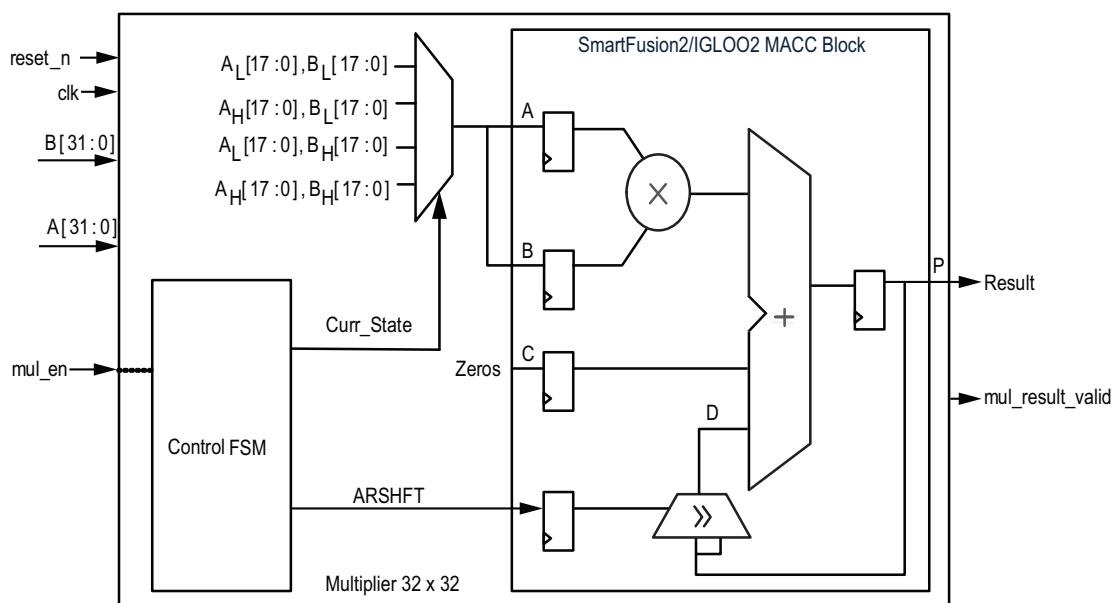 SmartFusion2/IGLOO2 MACC Block
reset_n
clk
B[31:0]
A[31:0]
mul_en
AL[17:0],BL[17:0]
AH[17:0],BL[17:0]
AL[17:0],BH[17:0]
AH[17:0],BH[17:0]
A
B
C
D
P
Result
Curr_State
Zeros
mul_result_valid
Control FSM
ARSHFT
Multiplier 32 x 32
×
+
>>